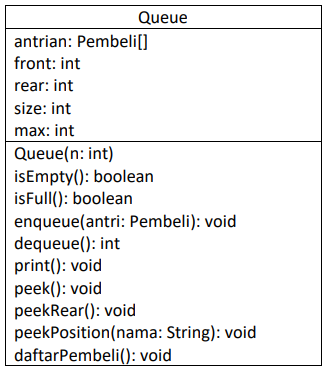 Queue
antrian: Pembeli[]
front: int
rear: int
size: int
max: int
Queue(n: int)
isEmpty(): boolean
isFull(): boolean
enqueue(antri: Pembeli): void
dequeue(): int
print(): void
peek(): void
peekRear(): void
peekPosition(nama: String): void
daftarPembeli(): void